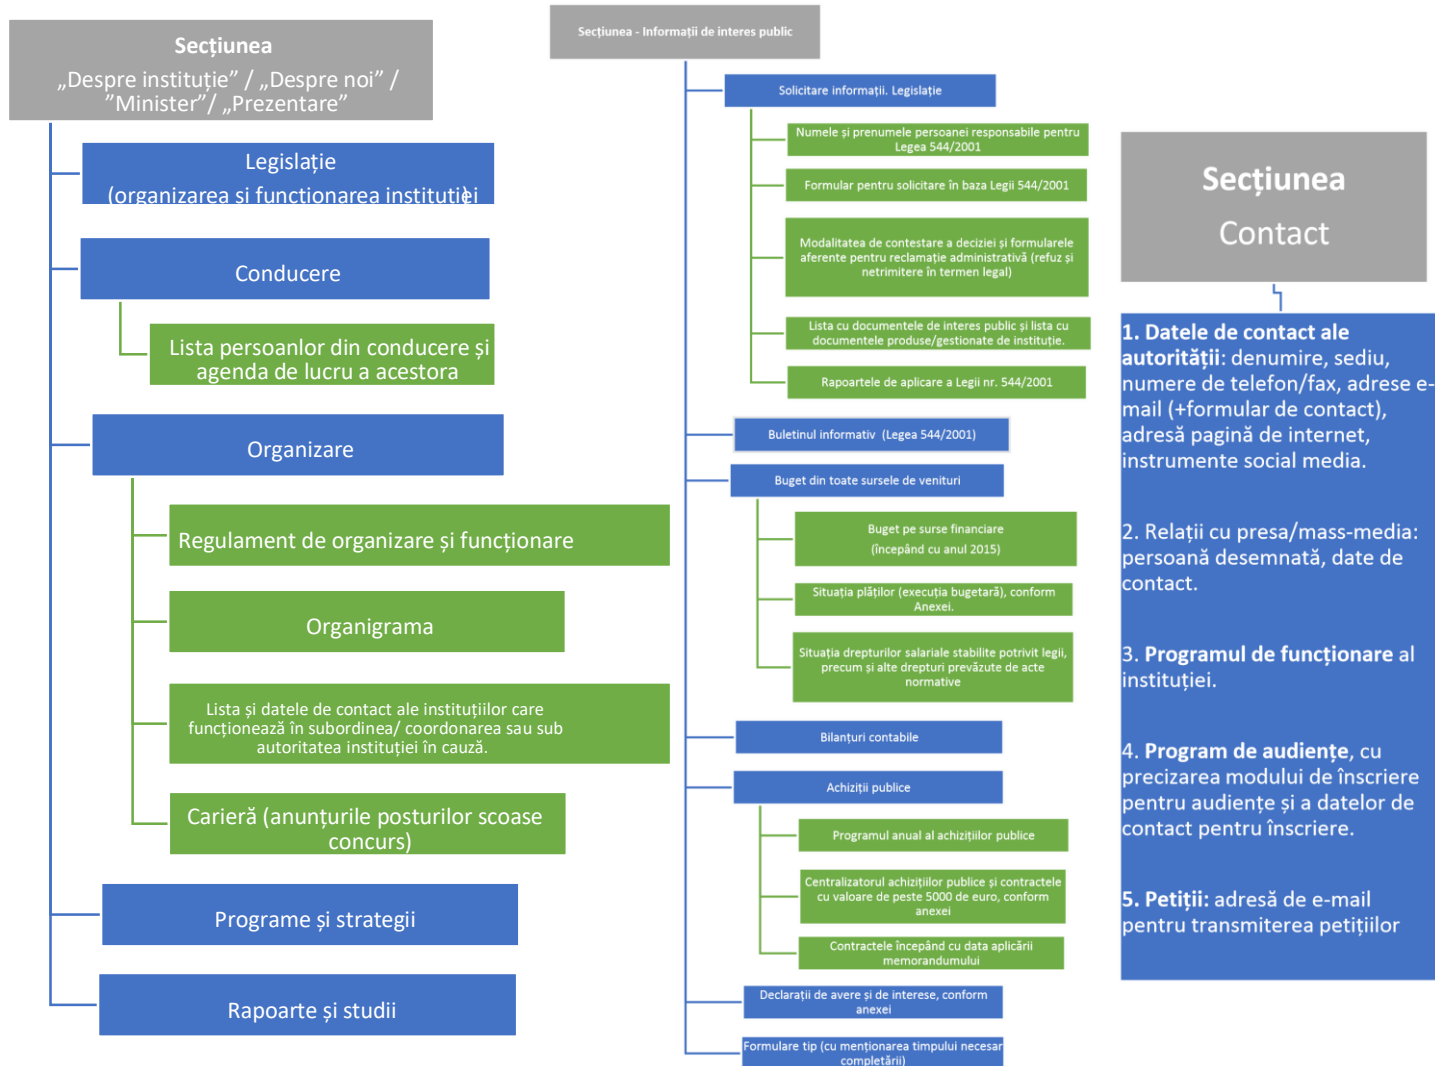 Secțiunea
„Despre instituție” / „Despre noi” /
”Minister”/ „Prezentare”
Legislație
(organizarea si functionarea institutiei)
Conducere
Lista persoanlor din conducere și
agenda de lucru a acestora
Organizare
Regulament de organizare și funcționare
Organigrama
Lista și datele de contact ale instituțiilor care
funcționează în subordinea/ coordonarea sau sub
autoritatea instituției în cauză.
Carieră (anunțurile posturilor scoase
concurs)
Programe și strategii
Rapoarte și studii
Secțiunea - Informații de interes public
Solicitare informații. Legislație
Numele și prenumele persoanei responsabile pentru
Legea 544/2001
Formular pentru solicitare în baza Legii 544/2001
Modalitatea de contestare a deciziei și formularele
aferente pentru reclamație administrativă (refuz și
netrimitere în termen legal)
Lista cu documentele de interes public și lista cu
documentele produse/gestionate de instituție.
Rapoartele de aplicare a Legii nr. 544/2001
Buletinul informativ (Legea 544/2001)
Buget din toate sursele de venituri
Buget pe surse financiare
(începând cu anul 2015)
Situația plăților (execuția bugetară), conform
Anexei.
Situația drepturilor salariale stabilite potrivit legii,
precum și alte drepturi prevăzute de acte
normative
Bilanțuri contabile
Achiziții publice
Programul anual al achizițiilor publice
Centralizatorul achizițiilor publice și contractele
cu valoare de peste 5000 de euro, conform
anexei
Contractele începând cu data aplicării
memorandumului
Declarații de avere și de interese, conform
anexei
Formulare tip (cu menționarea timpului necesar
completării)
Secțiunea
Contact
1. Datele de contact ale
autorității: denumire, sediu,
numere de telefon/fax, adrese e-
mail (+formular de contact),
adresă pagină de internet,
instrumente social media.
2. Relații cu presa/mass-media:
persoană desemnată, date de
contact.
3. Programul de funcționare al
instituției.
4. Program de audiențe, cu
precizarea modului de înscriere
pentru audiențe și a datelor de
contact pentru înscriere.
5. Petiții: adresă de e-mail
pentru transmiterea petițiilor